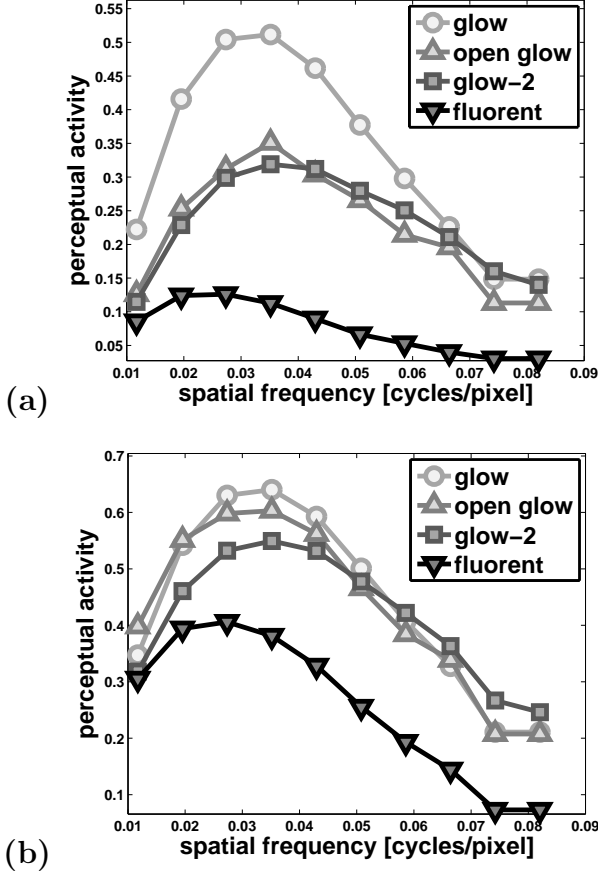 0.55
0.5
0.45
0.4
0.35
0.3
0.25
0.2
0.15
0.1
0.05
perceptual activity
glow
open glow
glow−2
fluorent
0.01 0.02 0.03 0.04 0.05 0.06 0.07 0.08 0.09
spatial frequency [cycles/pixel]
(a)
0.7
0.6
0.5
0.4
0.3
0.2
0.1
perceptual activity
glow
open glow
glow−2
fluorent
0.01 0.02 0.03 0.04 0.05 0.06 0.07 0.08 0.09
spatial frequency [cycles/pixel]
(b)